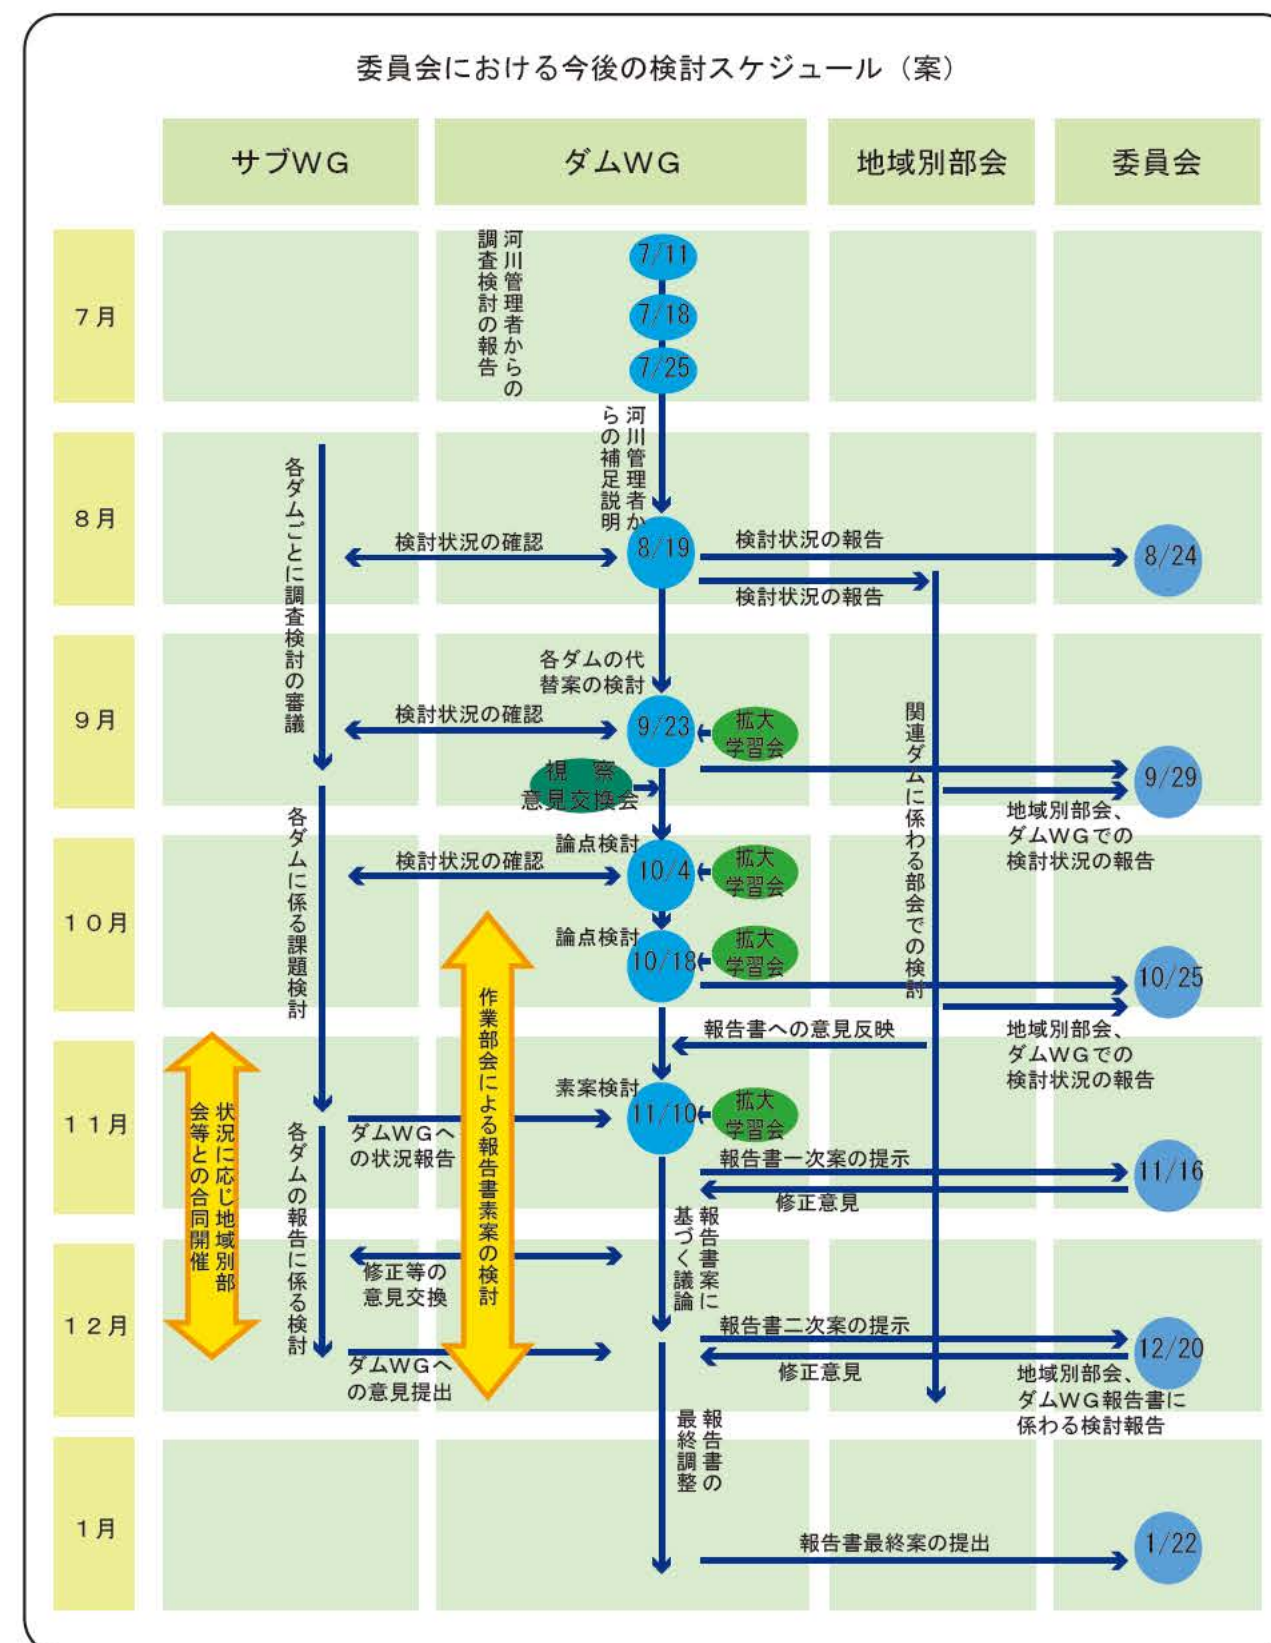 委員会における今後の検討スケジュール（案）
サブＷＧ
ダムＷＧ
地域別部会
委員会
７月
河川管理者からの
調査検討の報告
7/11
7/18
7/25
８月
河川管理者か
らの補足説明
各ダムごとに調査検討の審議
検討状況の確認
8/19
検討状況の報告
検討状況の報告
8/24
９月
各ダムの代
替案の検討
検討状況の確認
9/23
拡大
学習会
視　察
意見交換会
関連ダムに係わる部会での検討
9/29
地域別部会、
ダムＷＧでの
検討状況の報告
１０月
各ダムに係る課題検討
論点検討
検討状況の確認
10/4
拡大
学習会
論点検討
10/18
拡大
学習会
10/25
地域別部会、
ダムＷＧでの
検討状況の報告
作業部会による報告書素案の検討
報告書への意見反映
１１月
状況に応じ地域別部
会等との合同開催
素案検討
11/10
拡大
学習会
ダムＷＧへ
の状況報告
各ダムの報告に係る検討
報告書一次案の提示
修正意見
11/16
報告書案に
基づく議論
１２月
修正等の
意見交換
報告書二次案の提示
修正意見
12/20
ダムＷＧへ
の意見提出
地域別部会、
ダムＷＧ報告書に
係わる検討報告
報告書の
最終調整
１月
報告書最終案の提出
1/22